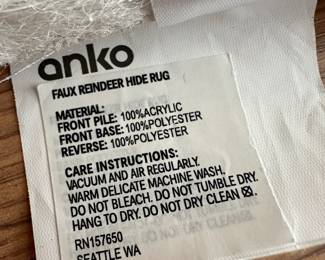 anko
FAUX REINDEER HIDE RUG
MATERIAL:
FRONT PILE: 100%ACRYLIC
FRONT BASE: 100%POLYESTER
REVERSE: 100%POLYESTER
CARE INSTRUCTIONS:
VACUUM AND AIR REGULARLY.
WARM DELICATE MACHINE WASH.
DO NOT BLEACH. DO NOT TUMBLE DRY.
HANG TO DRY. DO NOT DRY CLEAN
RN157650
SEATTLE WA